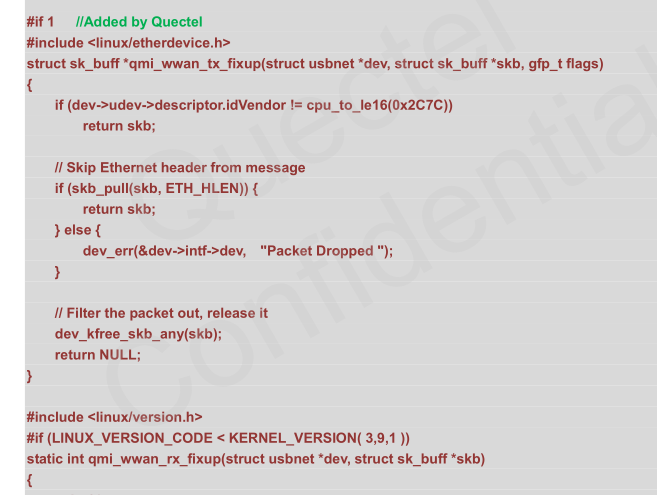 #if 1 //Added by Quectel
#include <linux/etherdevice.h>
struct sk_buff *qmi_wwan_tx_fixup(struct usbnet *dev, struct sk_buff *skb, gfp_t flags)
{
if (dev->udev->descriptor.idVendor != cpu_to_le16(0x2C7C))
return skb;
// Skip Ethernet header from message
if (skb_pull(skb, ETH_HLEN)) {
return skb;
} else {
dev_err(&dev->intf->dev, "Packet Dropped ");
}
// Filter the packet out, release it
dev_kfree_skb_any(skb);
return NULL;
}
#include <linux/version.h>
#if (LINUX_VERSION_CODE < KERNEL_VERSION( 3,9,1 ))
static int qmi_wwan_rx_fixup(struct usbnet *dev, struct sk_buff *skb)
{
Quectel
Confidential